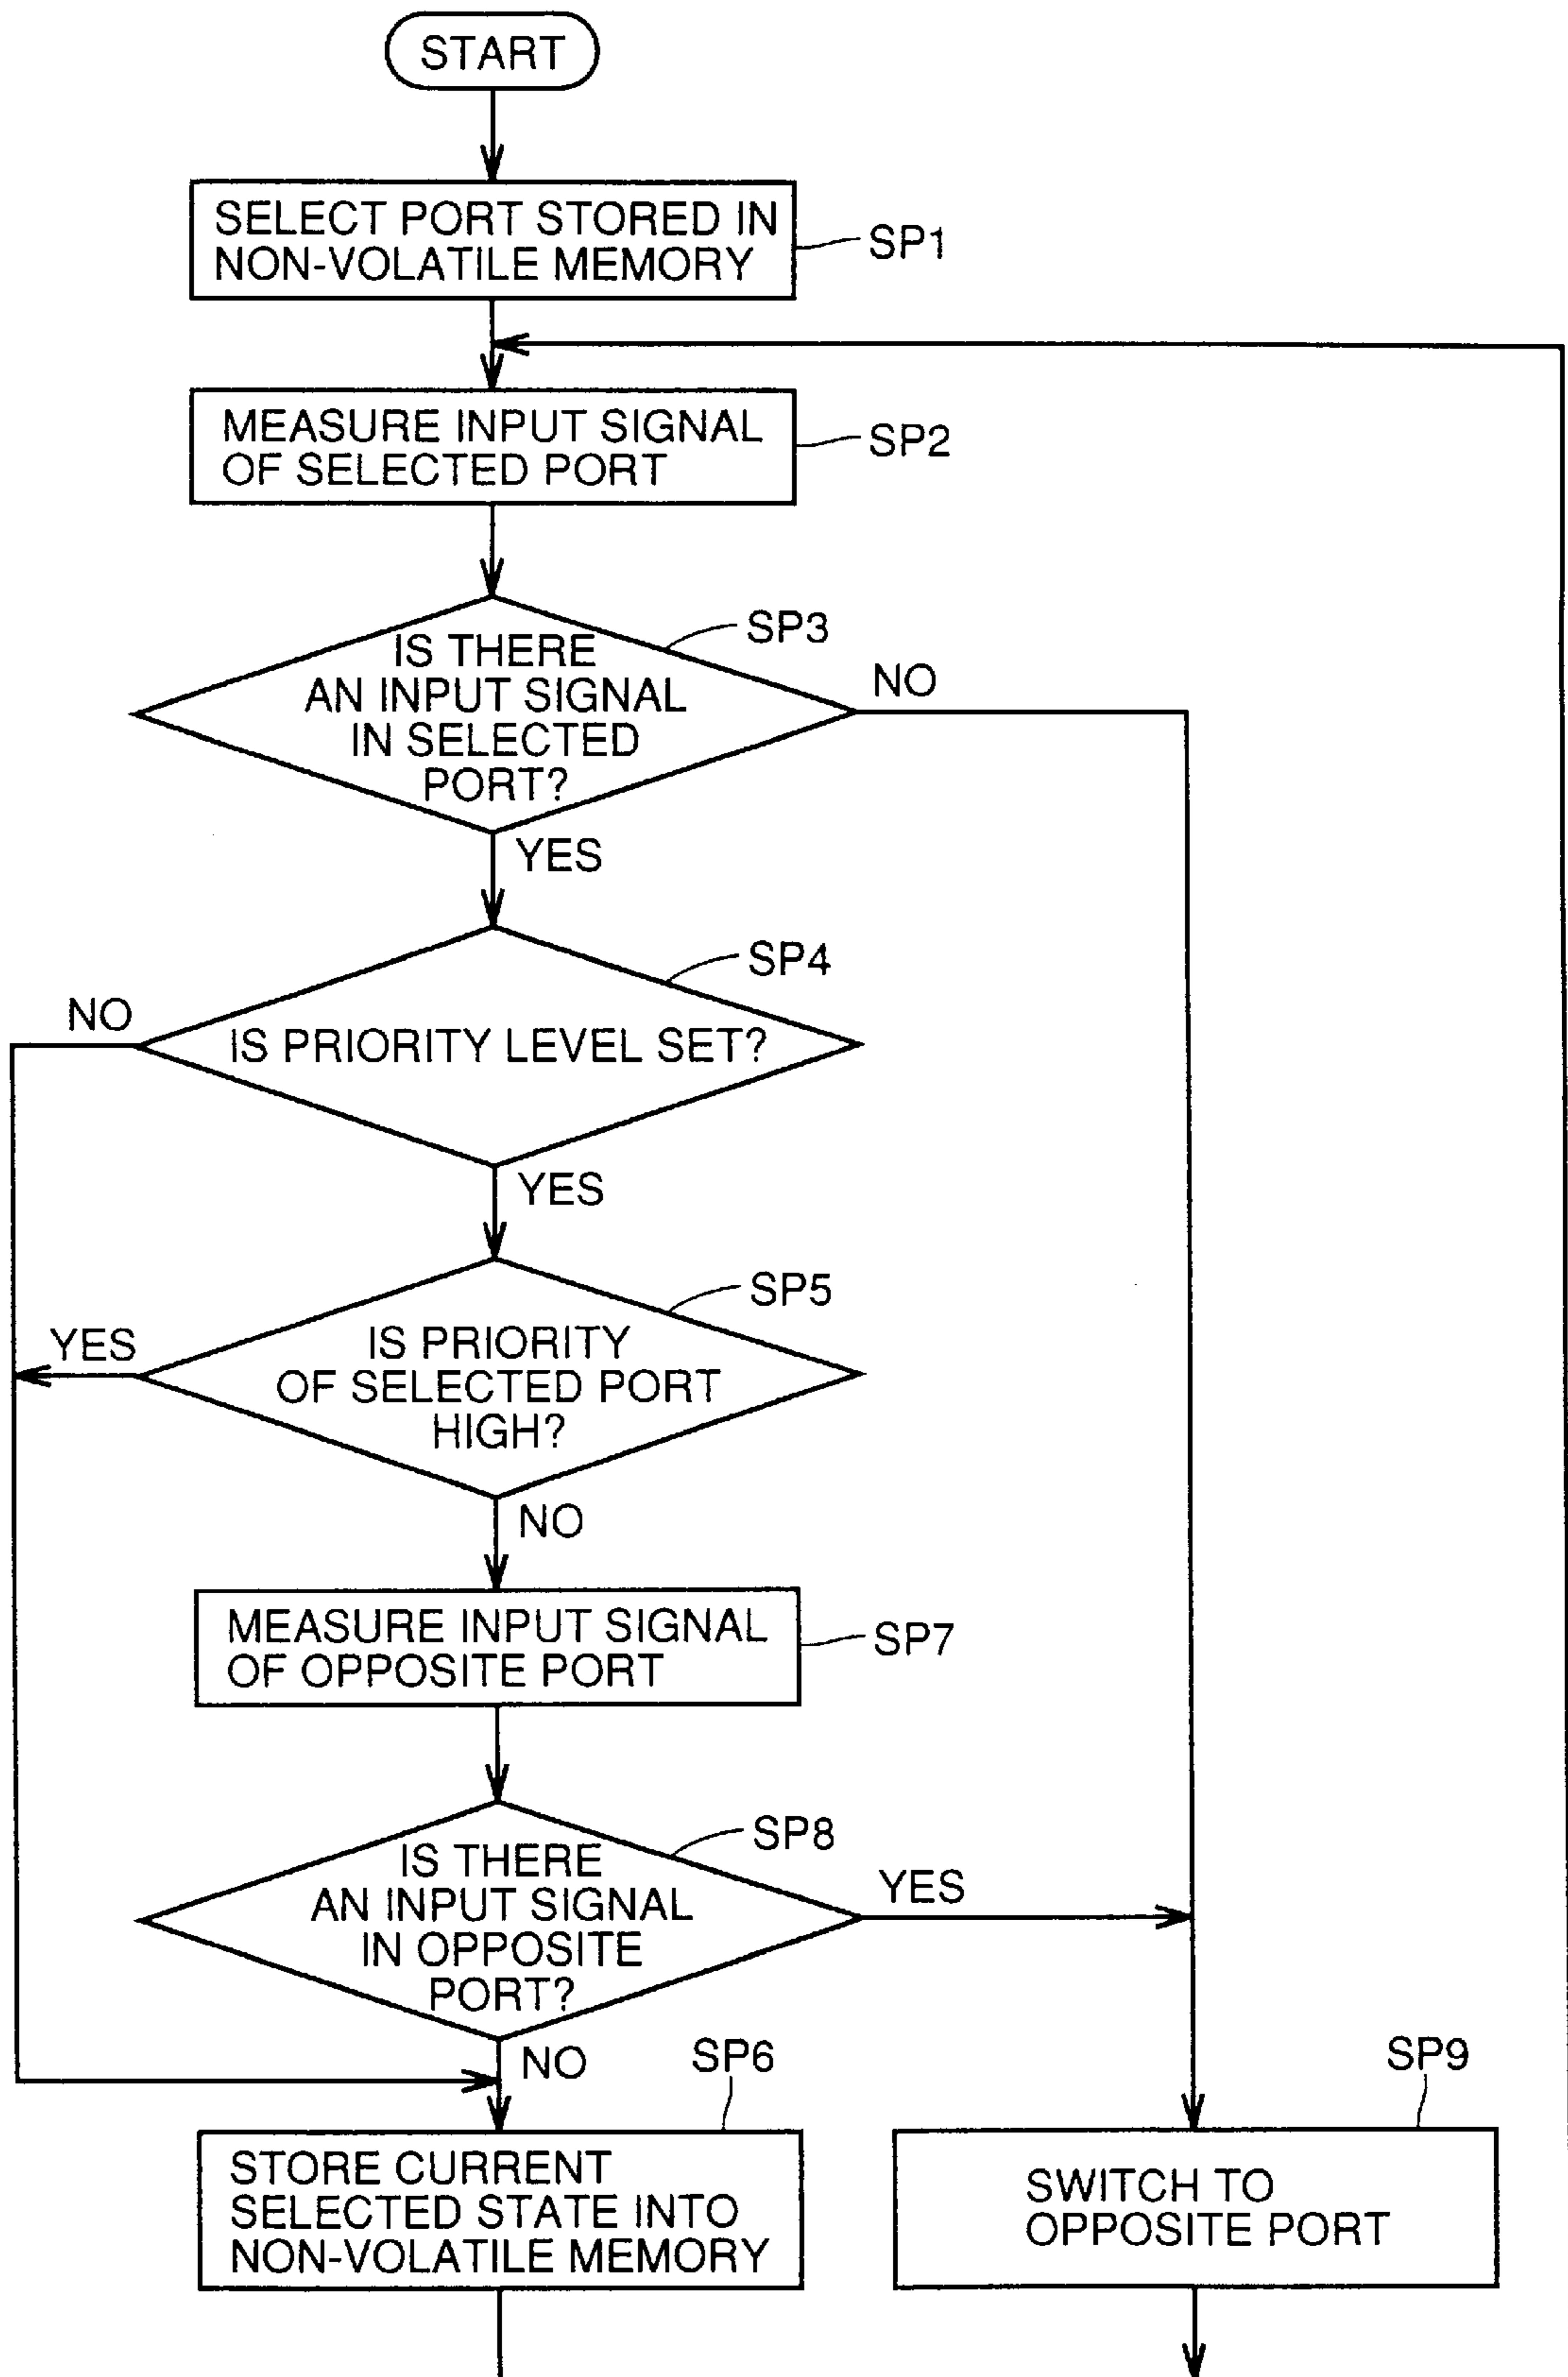 START
SELECT PORT STORED IN
NON-VOLATILE MEMORY
SP1
MEASURE INPUT SIGNAL
OF SELECTED PORT
SP2
SP3
IS THERE
AN INPUT SIGNAL
IN SELECTED
PORT?
NO
YES
SP4
NO
IS PRIORITY LEVEL SET?
YES
SP5
YES
IS PRIORITY
OF SELECTED PORT
HIGH?
NO
MEASURE INPUT SIGNAL
OF OPPOSITE PORT
SP7
SP8
IS THERE
AN INPUT SIGNAL
IN OPPOSITE
PORT?
YES
NO
SP6
STORE CURRENT
SELECTED STATE INTO
NON-VOLATILE MEMORY
SP9
SWITCH TO
OPPOSITE PORT